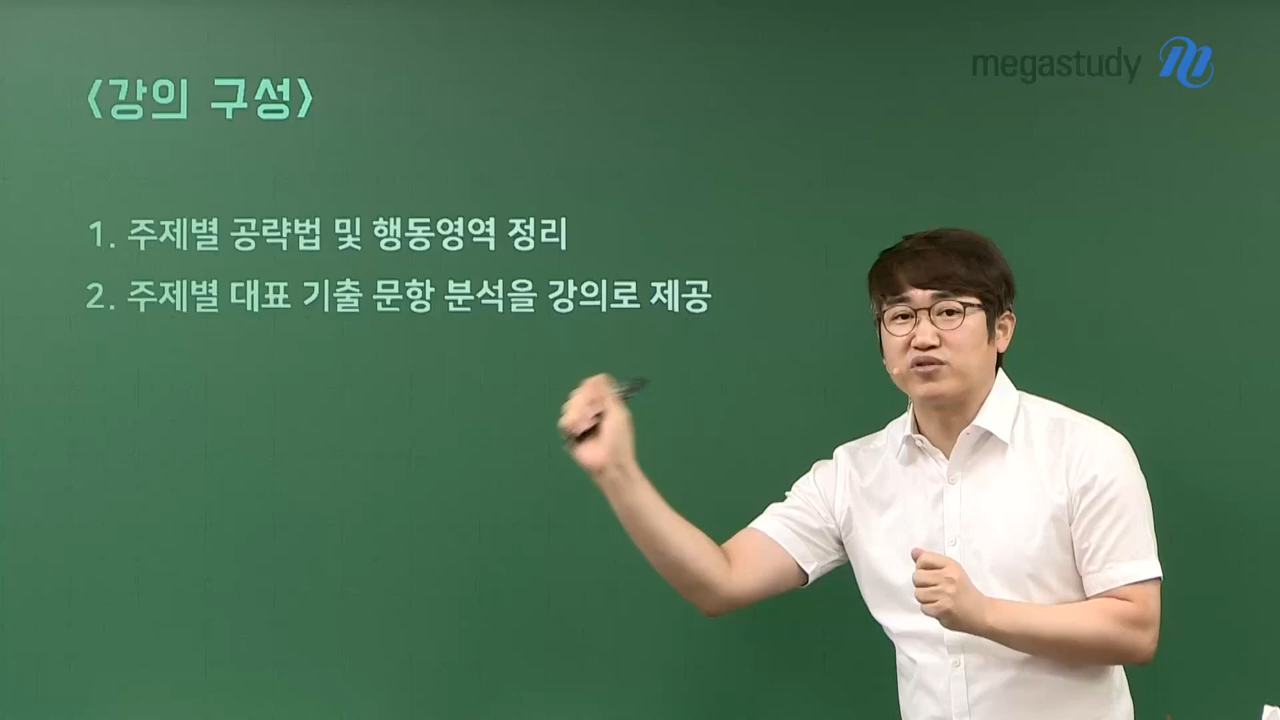 megastudy
<강의 구성>
1. 주제별 공략법 및 행동영역 정리
2. 주제별 대표 기출 문항 분석을 강의로 제공